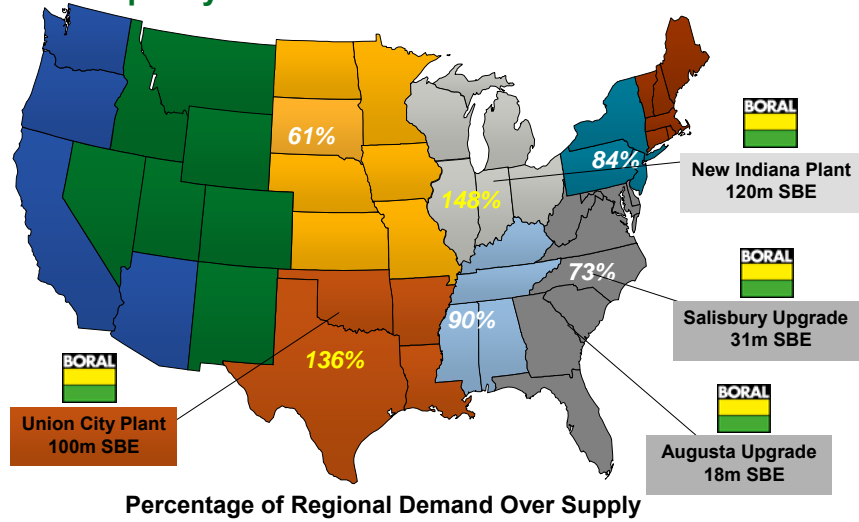 61%
84%
BORAL
New Indiana Plant
120m SBE
148%
73%
BORAL
Salisbury Upgrade
31m SBE
90%
136%
BORAL
Union City Plant
100m SBE
BORAL
Augusta Upgrade
18m SBE
Percentage of Regional Demand Over Supply